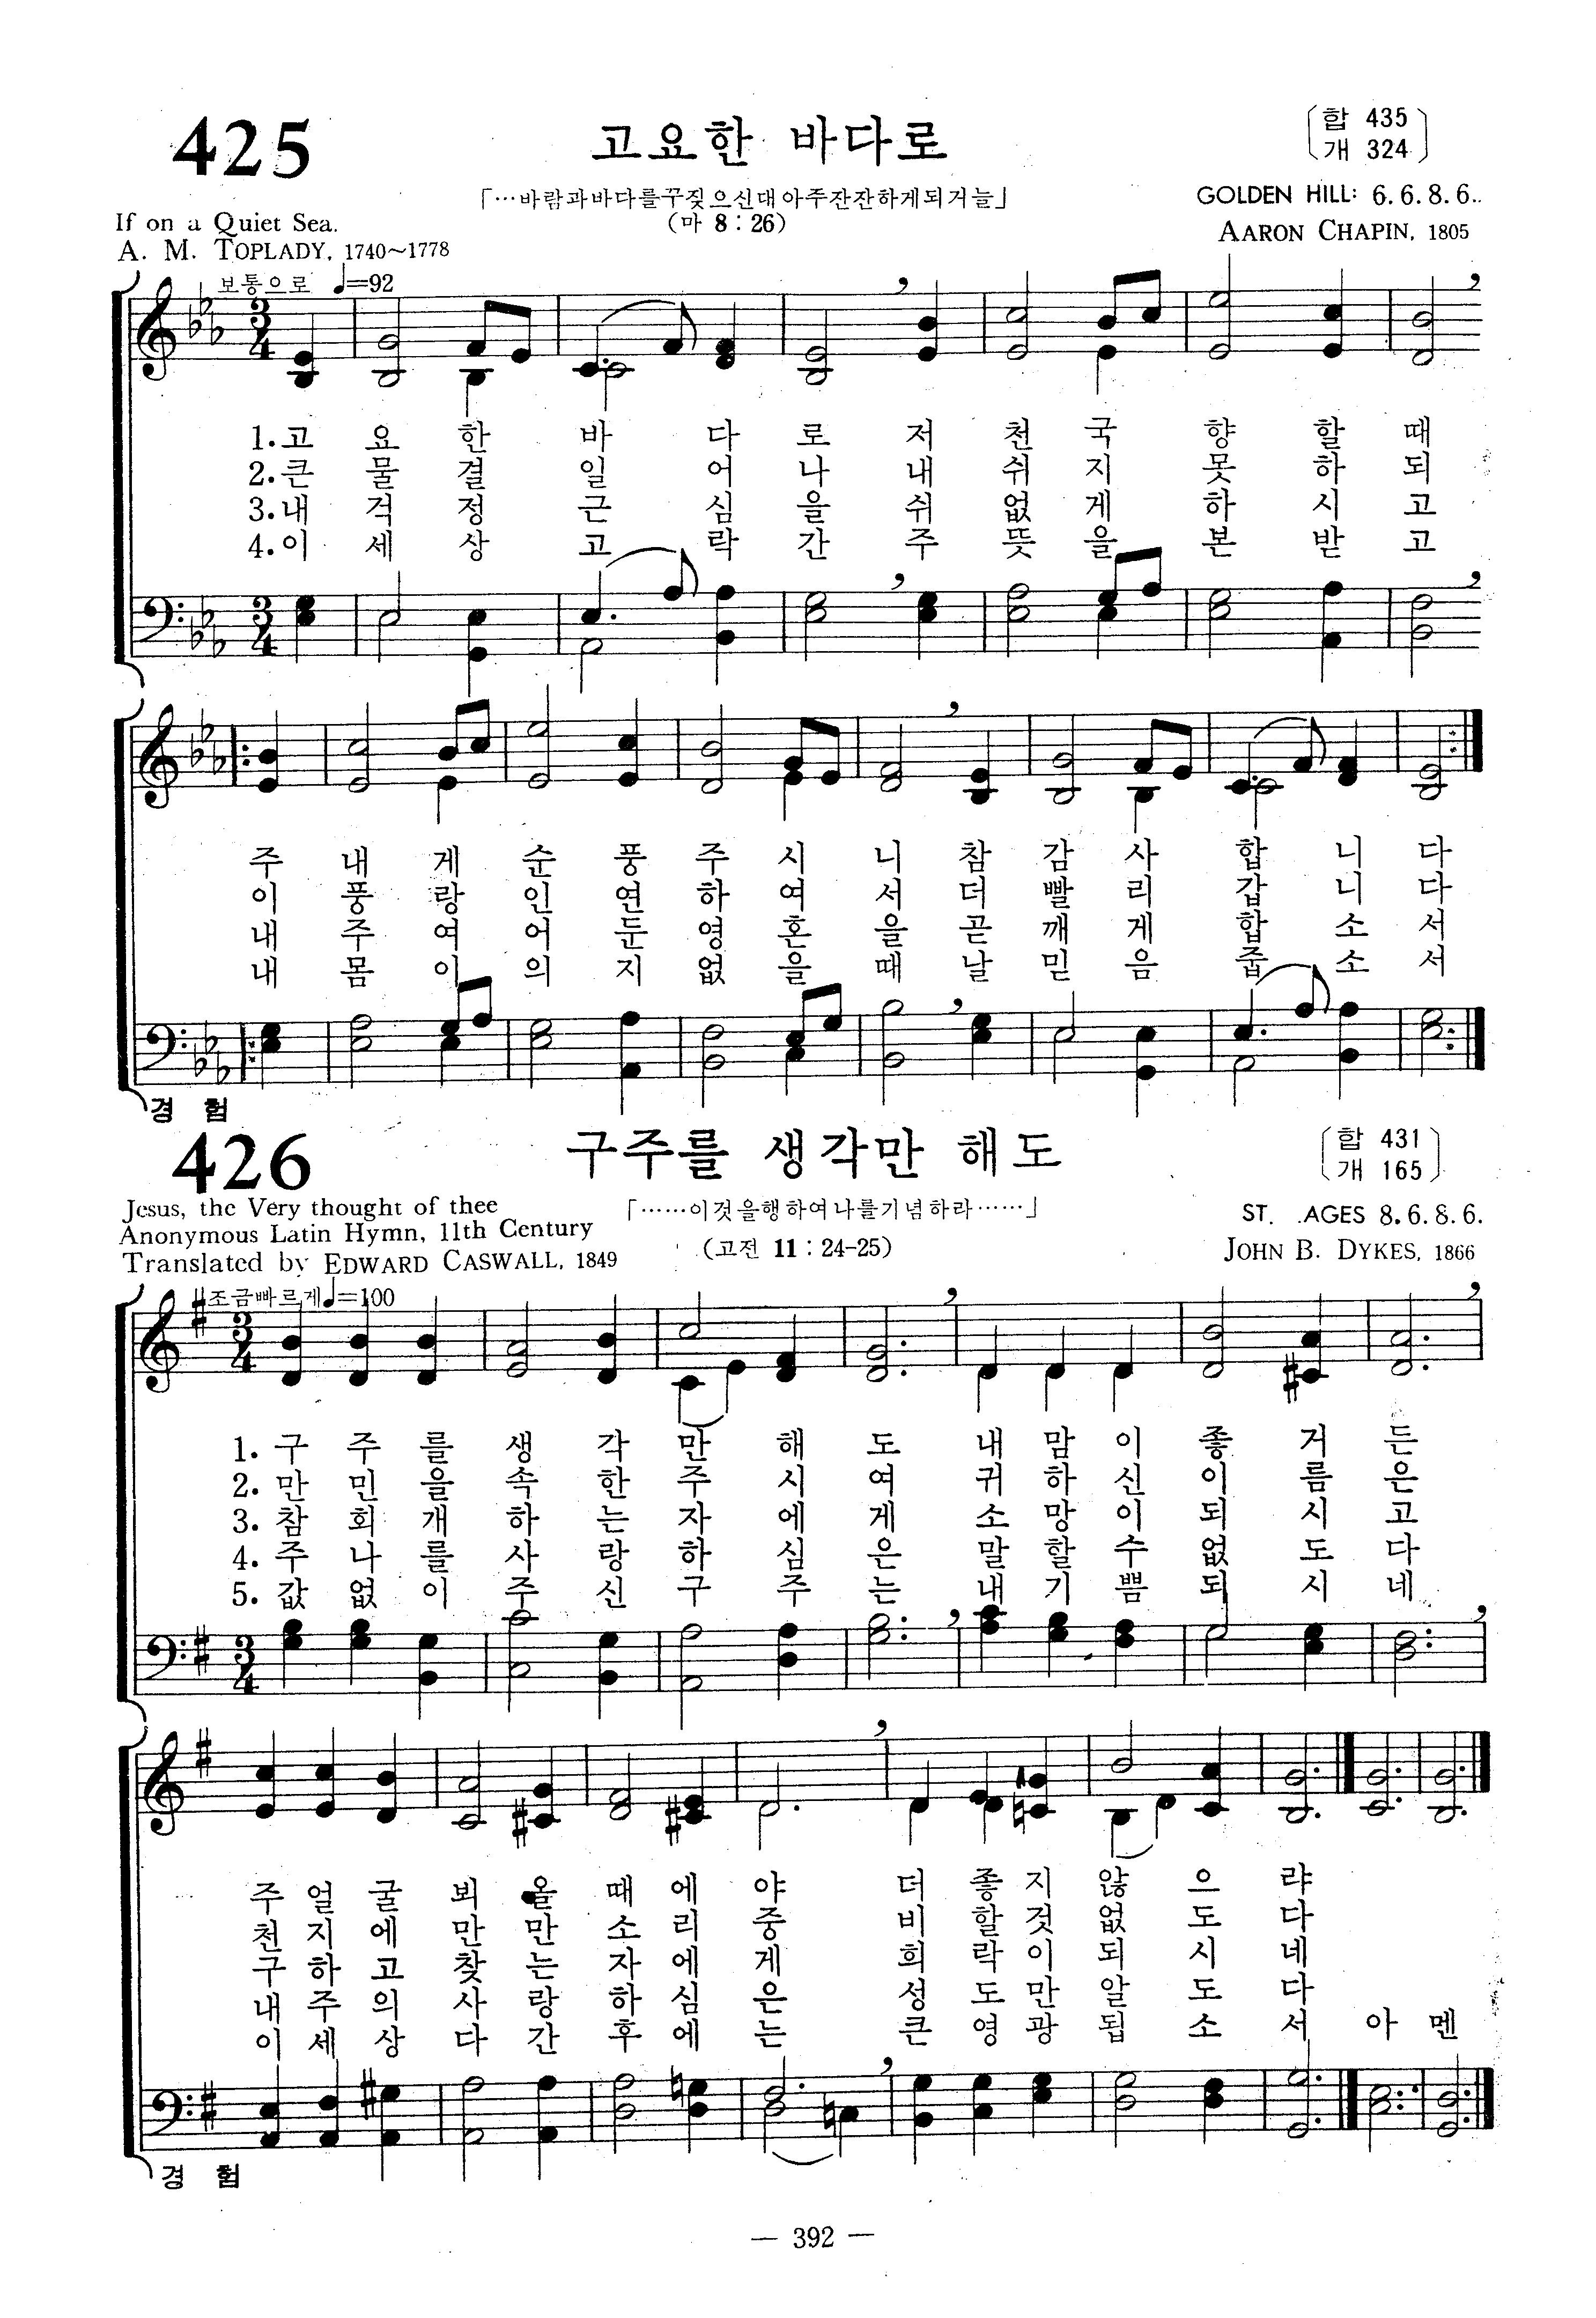 425
고요한 바다로
합 435
개 324
「…바람과바다를꾸짖으신대아주잔잔하게되거늘」
(마 8:26)
If on a Quiet Sea.
A. M. TOPLADY, 1740~1778
GOLDEN HILL: 6.6.8.6.
AARON CHAPIN, 1805
보통으로 ♩=92
1.고 요 한 바 다 로 저 천 국 향 할 때
2.큰 물 결 일 어 나 내 쉬 지 못 하 되
3.내 걱 정 근 심 을 쉬 없 게 하 시 고
4.이 세 상 고 락 간 주 뜻 을 본 받 고
주 내 게 순 풍 주 시 니 참 감 사 합 니 다
이 풍 랑 인 연 하 여 서 더 빨 리 갑 니 다
내 주 여 어 둔 영 혼 을 곧 깨 게 합 소 서
내 몸 이 의 지 없 을 때 날 믿 음 줍 소 서
경 험
426
구주를 생각만 해도
합 431
개 165
Jesus, the Very thought of thee
Anonymous Latin Hymn, 11th Century
Translated by EDWARD CASWALL, 1849
「……이것을행하여나를기념하라……」
(고전 11:24-25)
ST. AGES 8.6.8.6.
JOHN B. DYKES, 1866
조금빠르게♩=100
1. 구 주 를 생 각 만 해 도 내 맘 이 좋 거 든
2. 만 민 을 속 한 주 시 여 귀 하 신 이 름 은
3. 참 회 개 하 는 자 에 게 소 망 이 되 시 고
4. 주 나 를 사 랑 하 심 은 말 할 수 없 도 다
5. 값 없 이 주 신 구 주 는 내 기 쁨 되 시 네
주 얼 굴 뵈 올 때 에 야 더 좋 지 않 으 랴
천 지 에 만 만 소 리 중 비 할 것 없 도 다
구 하 고 찾 는 자 에 게 희 락 이 되 시 네
내 주 의 사 랑 하 심 은 성 도 만 알 도 다
이 세 상 다 간 후 에 는 큰 영 광 됩 소 서 아 멘
경 험
— 392 —